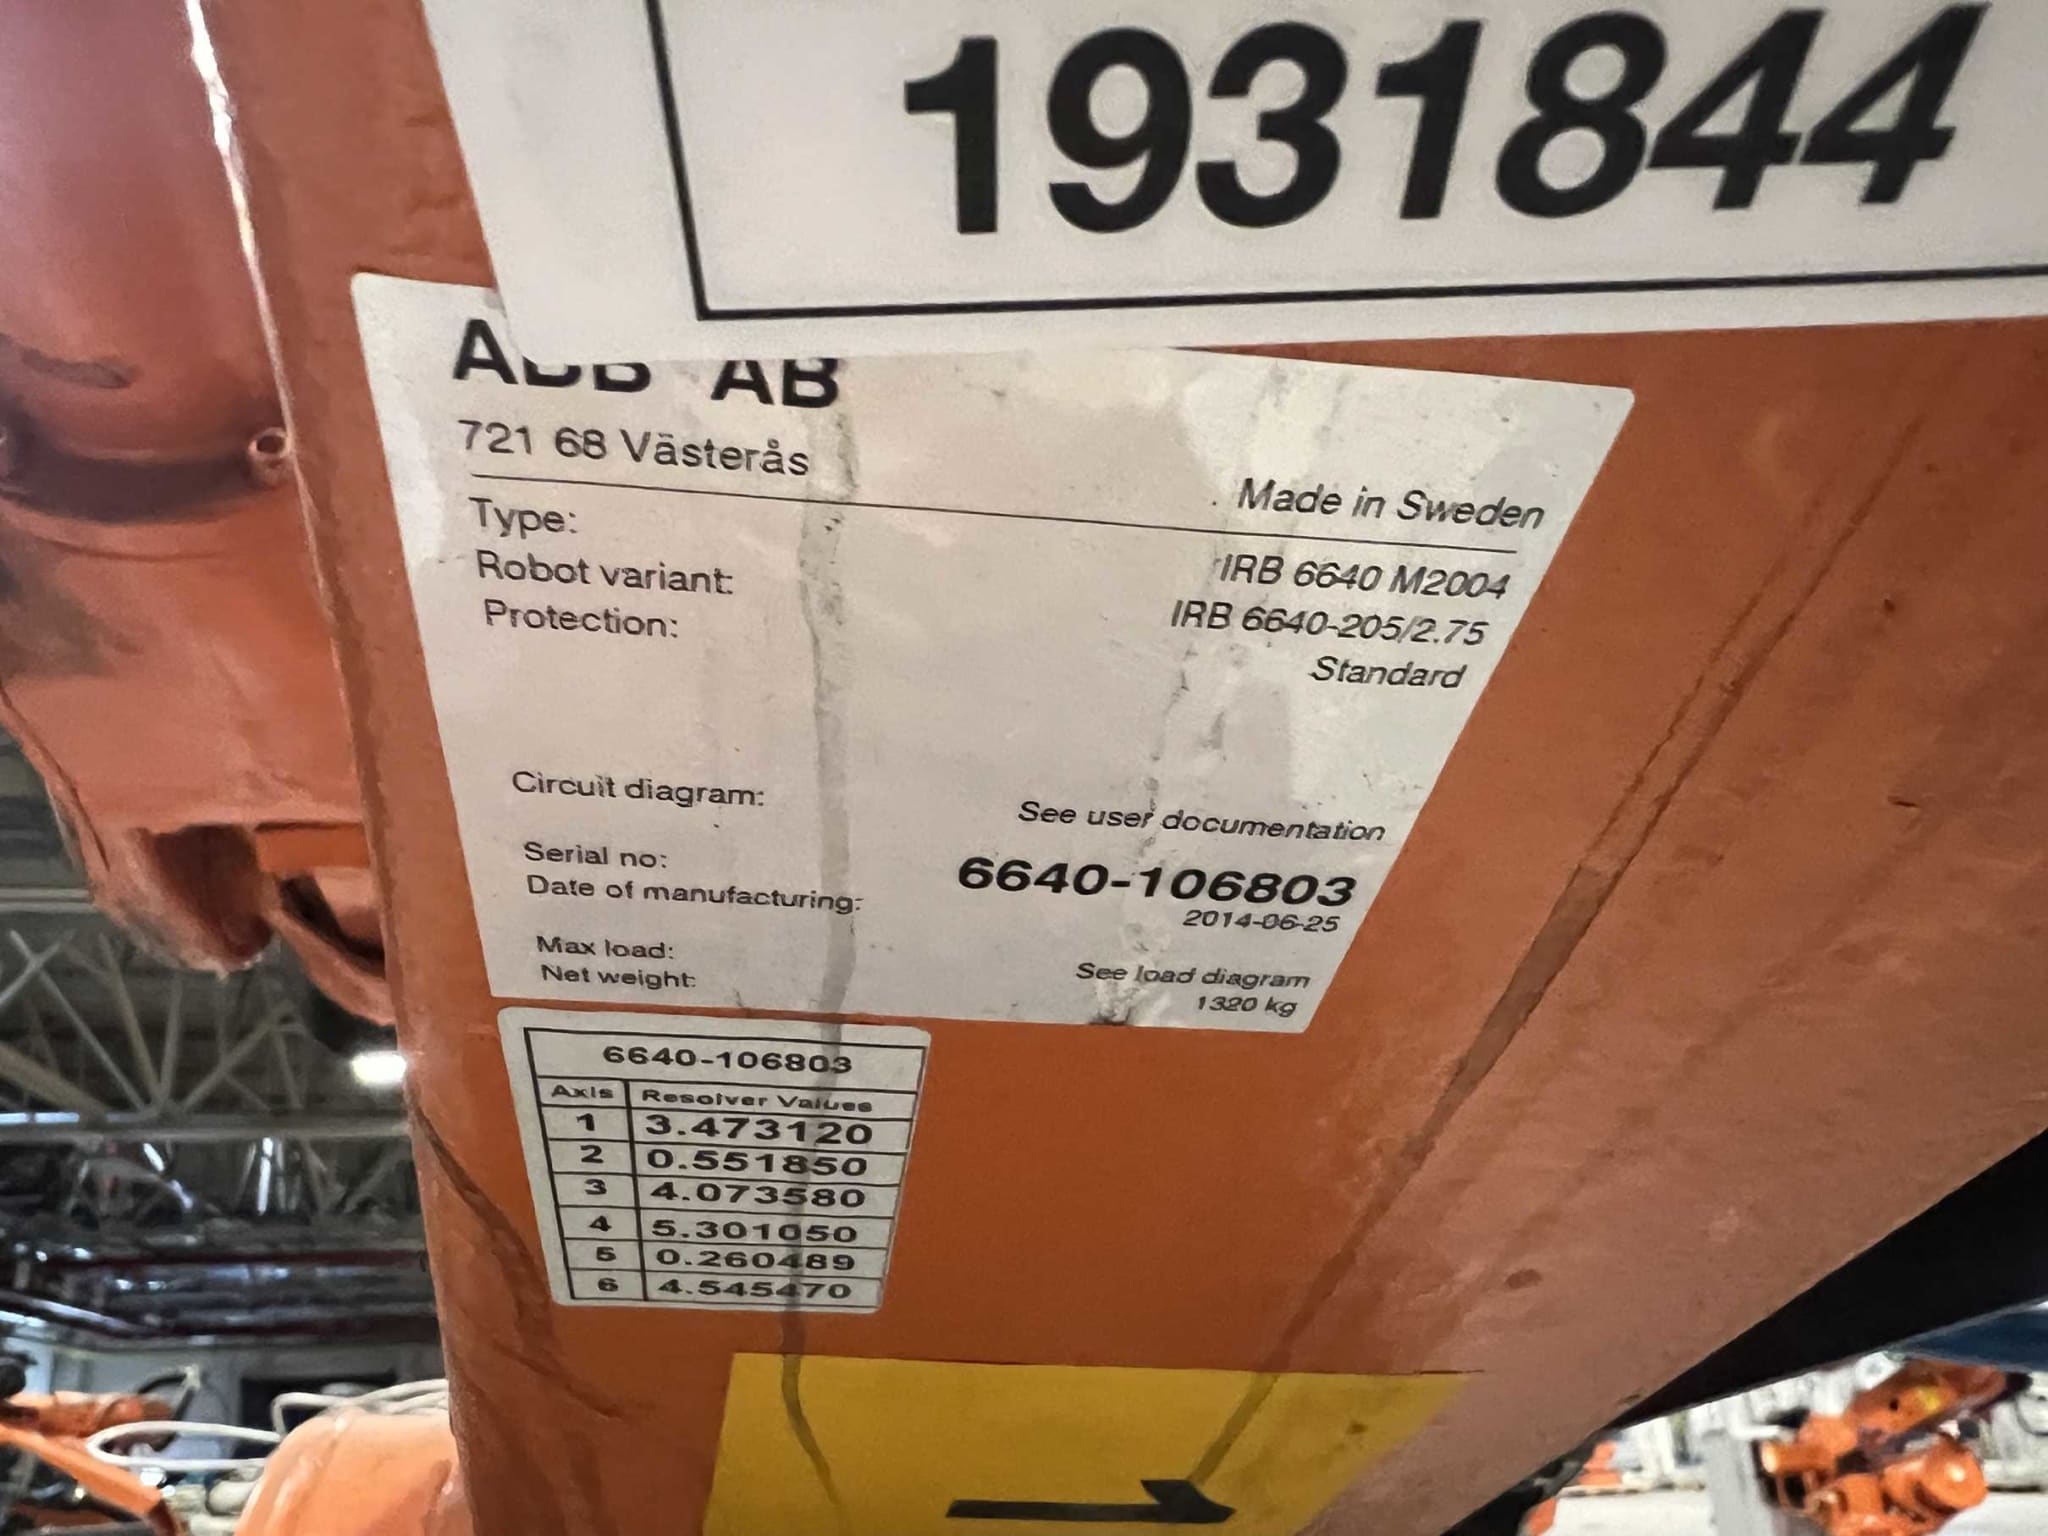 1931844
ABB AB
721 68 Västerås
Made in Sweden
Type: IRB 6640 M2004
Robot variant: IRB 6640-205/2.75
Protection: Standard
Circuit diagram: See user documentation
Serial no: 6640-106803
Date of manufacturing: 2014-06-25
Max load: See load diagram
Net weight: 1320 kg
6640-106803
Axis Resolver Values
1 3.473120
2 0.551850
3 4.073580
4 5.301050
5 0.260489
6 4.545470